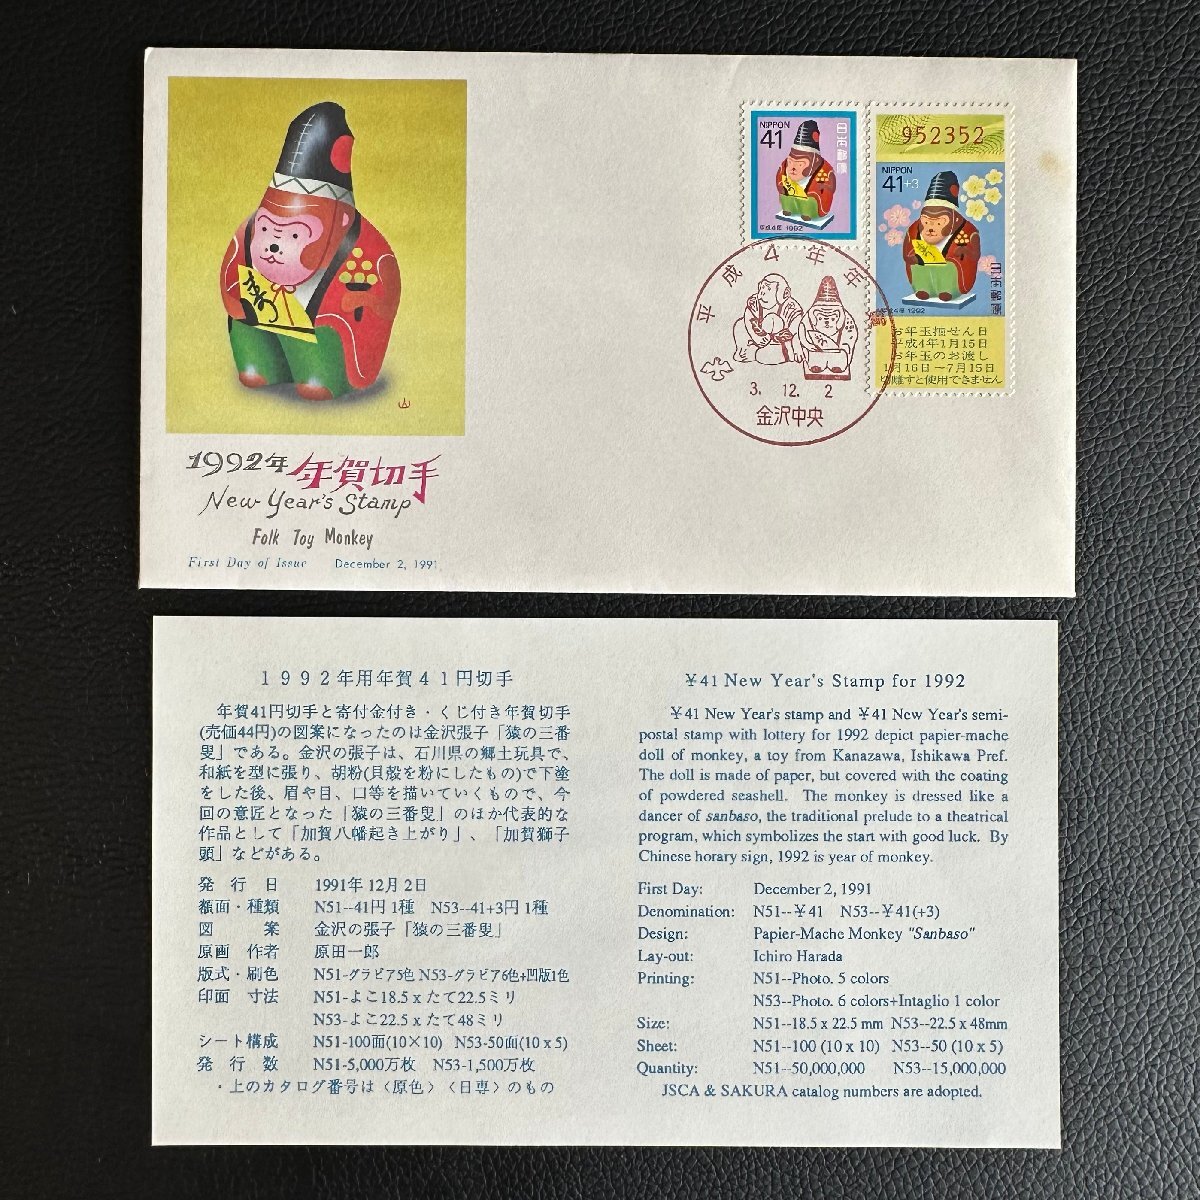 寿
1992年 年賀切手
New Year's Stamp
Folk Toy Monkey
First Day of Issue December 2, 1991
NIPPON
41
日本郵便
寿
平成4年 1992
952352
NIPPON
41+3
日本郵便
平成4年 1992
お年玉抽せん日
平成4年1月15日
お年玉のお渡し
1月16日〜7月15日
切離すと使用できません
平成4年年賀
3. 12. 2
金沢中央
1992年用年賀41円切手
年賀41円切手と寄付金付き・くじ付き年賀切手
(売価44円)の図案になったのは金沢張子「猿の三番
叟」である。金沢の張子は、石川県の郷土玩具で、
和紙を型に張り、胡粉(貝殻を粉にしたもの)で下塗
をした後、眉や目、口等を描いていくもので、今
回の意匠となった「猿の三番叟」のほか代表的な
作品として「加賀八幡起き上がり」、「加賀獅子
頭」などがある。
発 行 日 1991年12月2日
額面・種類 N51--41円 1種 N53--41+3円 1種
図 案 金沢の張子「猿の三番叟」
原画 作者 原田一郎
版式・刷色 N51-グラビア5色 N53-グラビア6色+凹版1色
印面 寸法 N51-よこ18.5 x たて22.5ミリ
N53-よこ22.5 x たて48ミリ
シート構成 N51-100面(10×10) N53-50面(10 x 5)
発 行 数 N51-5,000万枚 N53-1,500万枚
・上のカタログ番号は〈原色〉〈日専〉のもの
¥41 New Year's Stamp for 1992
¥41 New Year's stamp and ¥41 New Year's semi-
postal stamp with lottery for 1992 depict papier-mache
doll of monkey, a toy from Kanazawa, Ishikawa Pref.
The doll is made of paper, but covered with the coating
of powdered seashell. The monkey is dressed like a
dancer of sanbaso, the traditional prelude to a theatrical
program, which symbolizes the start with good luck. By
Chinese horary sign, 1992 is year of monkey.
First Day: December 2, 1991
Denomination: N51--¥41 N53--¥41(+3)
Design: Papier-Mache Monkey "Sanbaso"
Lay-out: Ichiro Harada
Printing: N51--Photo. 5 colors
N53--Photo. 6 colors+Intaglio 1 color
Size: N51--18.5 x 22.5 mm N53--22.5 x 48mm
Sheet: N51--100 (10 x 10) N53--50 (10 x 5)
Quantity: N51--50,000,000 N53--15,000,000
JSCA & SAKURA catalog numbers are adopted.